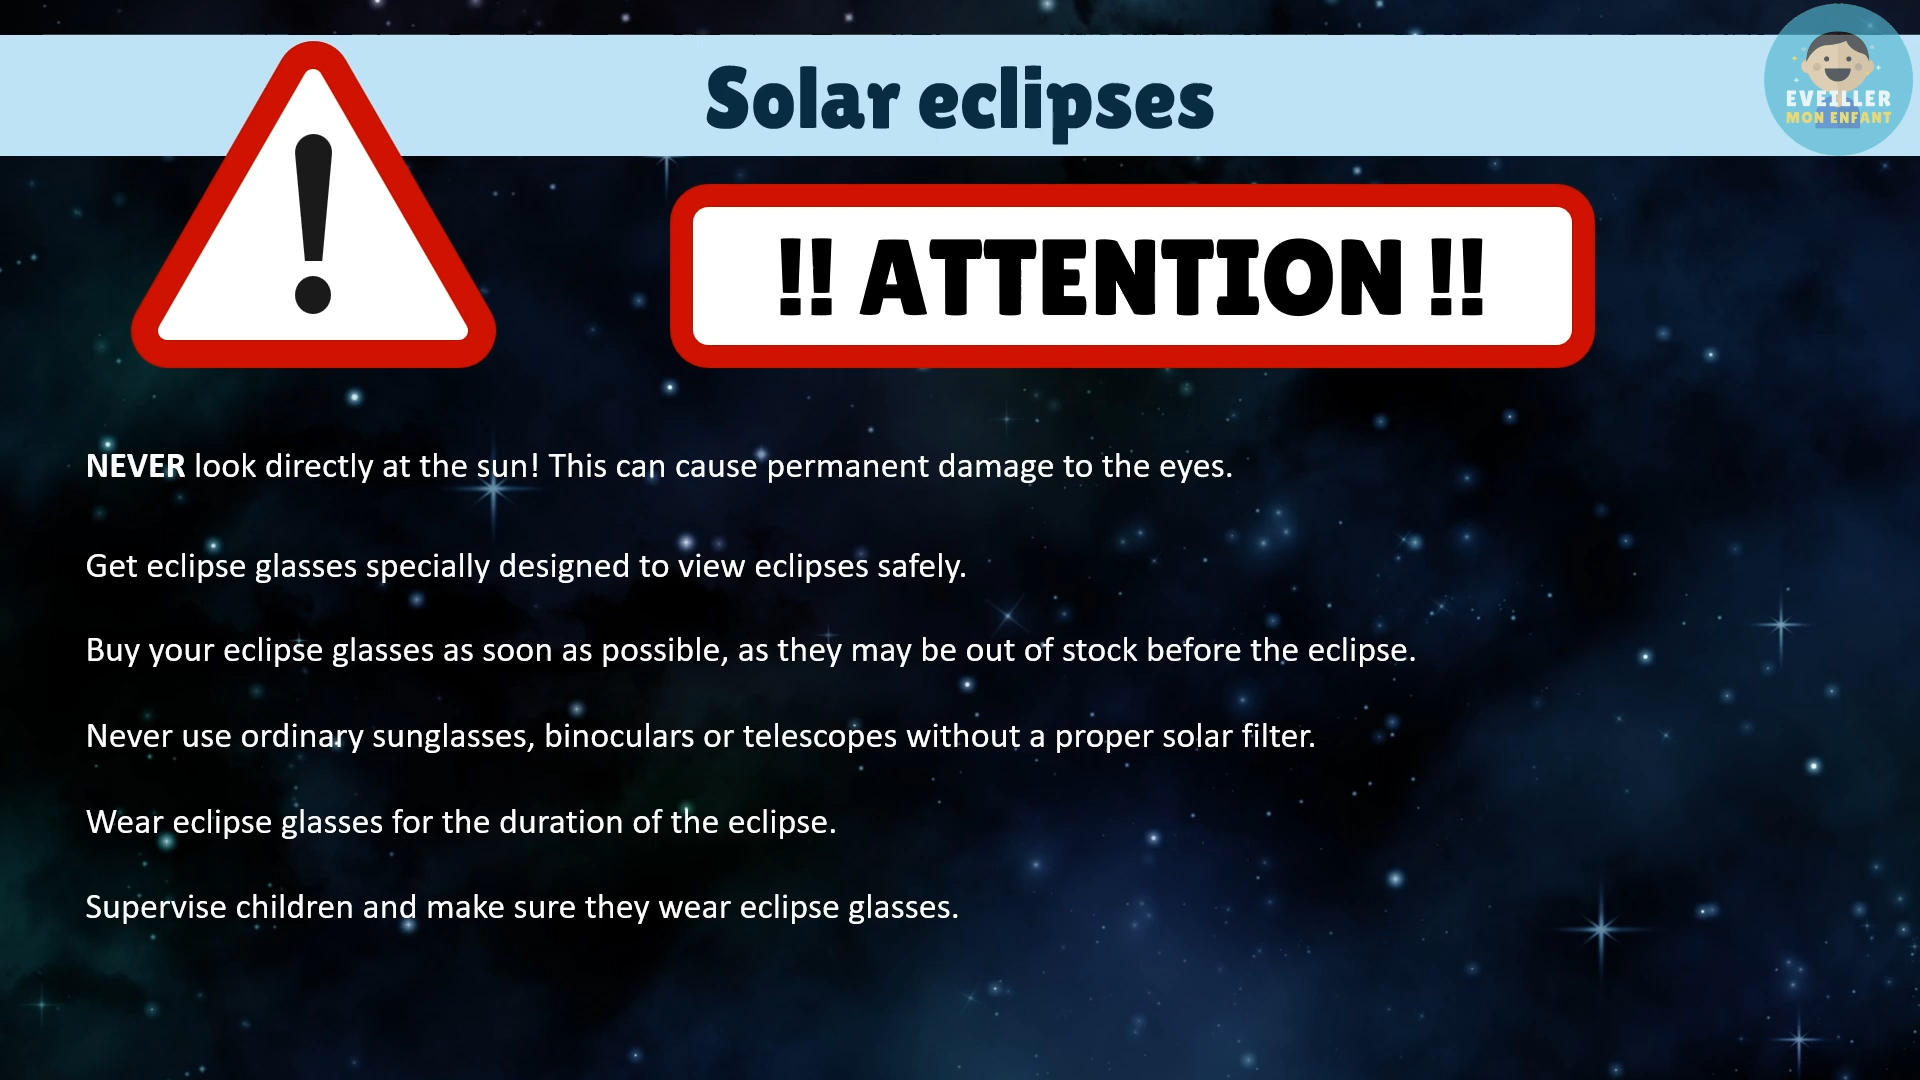 Solar eclipses
EVEILLER
MON ENFANT
!! ATTENTION !!
NEVER look directly at the sun! This can cause permanent damage to the eyes.
Get eclipse glasses specially designed to view eclipses safely.
Buy your eclipse glasses as soon as possible, as they may be out of stock before the eclipse.
Never use ordinary sunglasses, binoculars or telescopes without a proper solar filter.
Wear eclipse glasses for the duration of the eclipse.
Supervise children and make sure they wear eclipse glasses.